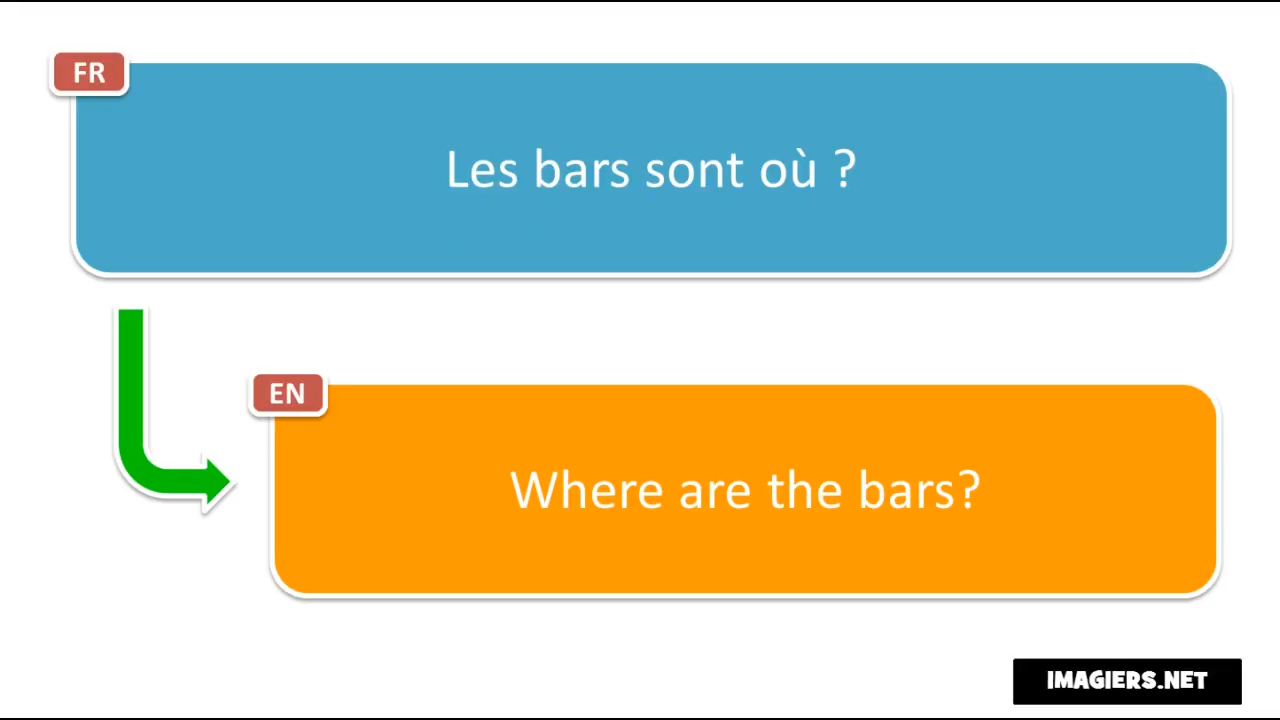 FR
Les bars sont où ?
EN
Where are the bars?
IMAGIERS.NET